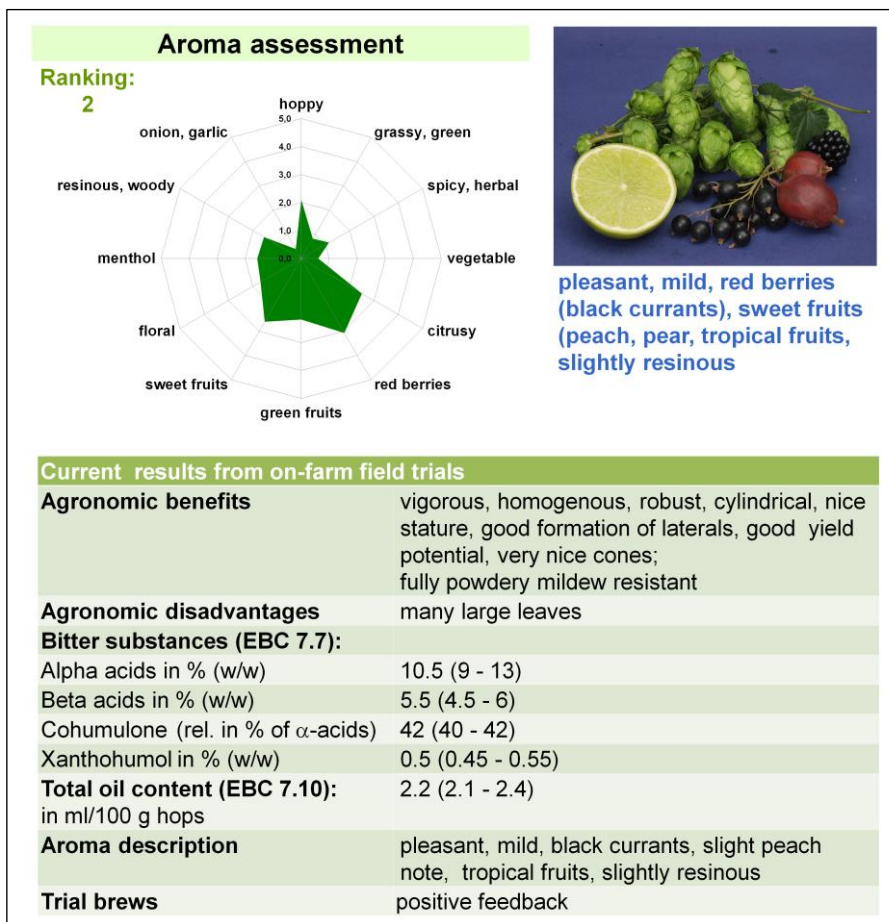 Aroma assessment
Ranking:
2
hoppy
onion, garlic
grassy, green
resinous, woody
spicy, herbal
menthol
vegetable
floral
citrusy
sweet fruits
red berries
green fruits
5,0
4,0
3,0
2,0
1,0
0,0
pleasant, mild, red berries
(black currants), sweet fruits
(peach, pear, tropical fruits,
slightly resinous
Current results from on-farm field trials
Agronomic benefits
vigorous, homogenous, robust, cylindrical, nice
stature, good formation of laterals, good yield
potential, very nice cones;
fully powdery mildew resistant
Agronomic disadvantages many large leaves
Bitter substances (EBC 7.7):
Alpha acids in % (w/w) 10.5 (9 - 13)
Beta acids in % (w/w) 5.5 (4.5 - 6)
Cohumulone (rel. in % of α-acids) 42 (40 - 42)
Xanthohumol in % (w/w) 0.5 (0.45 - 0.55)
Total oil content (EBC 7.10): 2.2 (2.1 - 2.4)
in ml/100 g hops
Aroma description pleasant, mild, black currants, slight peach
note, tropical fruits, slightly resinous
Trial brews positive feedback